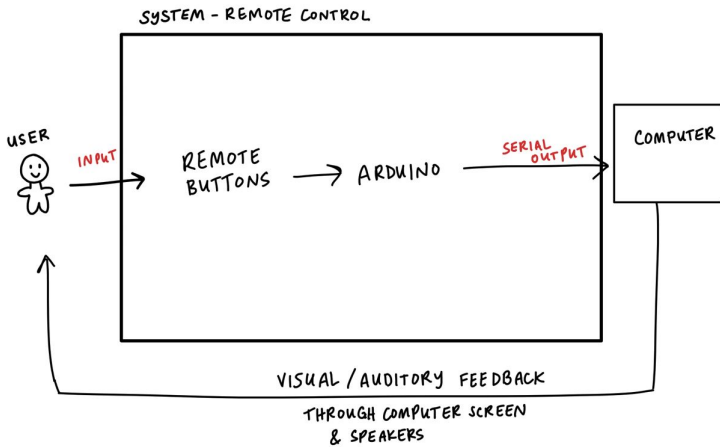 SYSTEM - REMOTE CONTROL
USER
INPUT
REMOTE
BUTTONS
ARDUINO
SERIAL
OUTPUT
COMPUTER
VISUAL / AUDITORY FEEDBACK
THROUGH COMPUTER SCREEN
& SPEAKERS